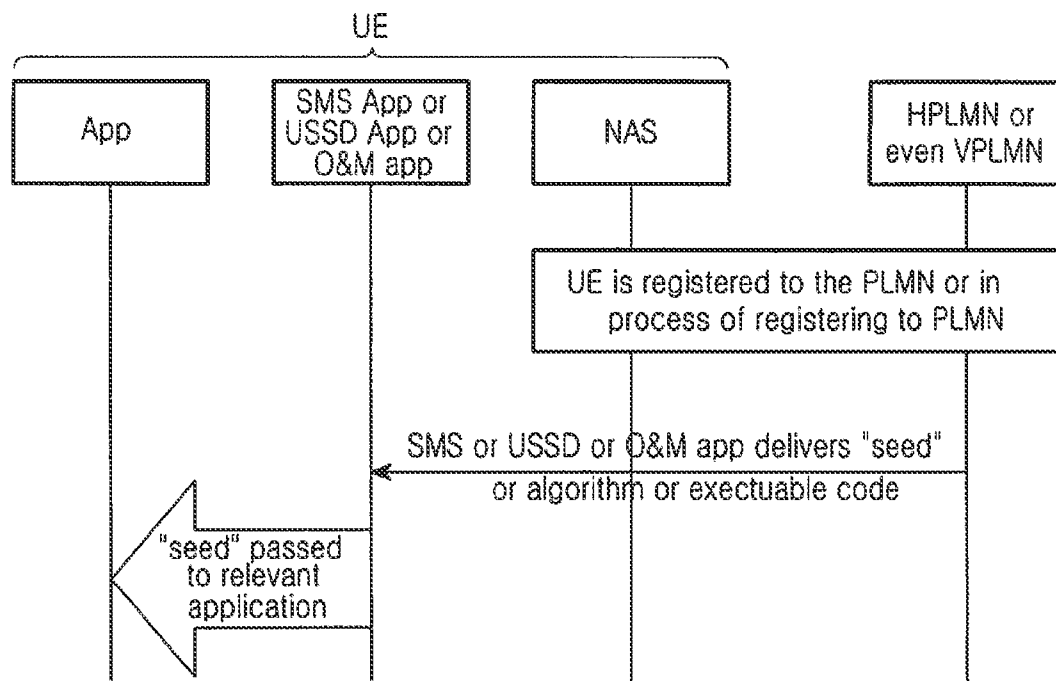 UE
App
SMS App or
USSD App or
O&M app
NAS
HPLMN or
even VPLMN
UE is registered to the PLMN or in
process of registering to PLMN
SMS or USSD or O&M app delivers "seed"
or algorithm or exectuable code
"seed" passed
to relevant
application